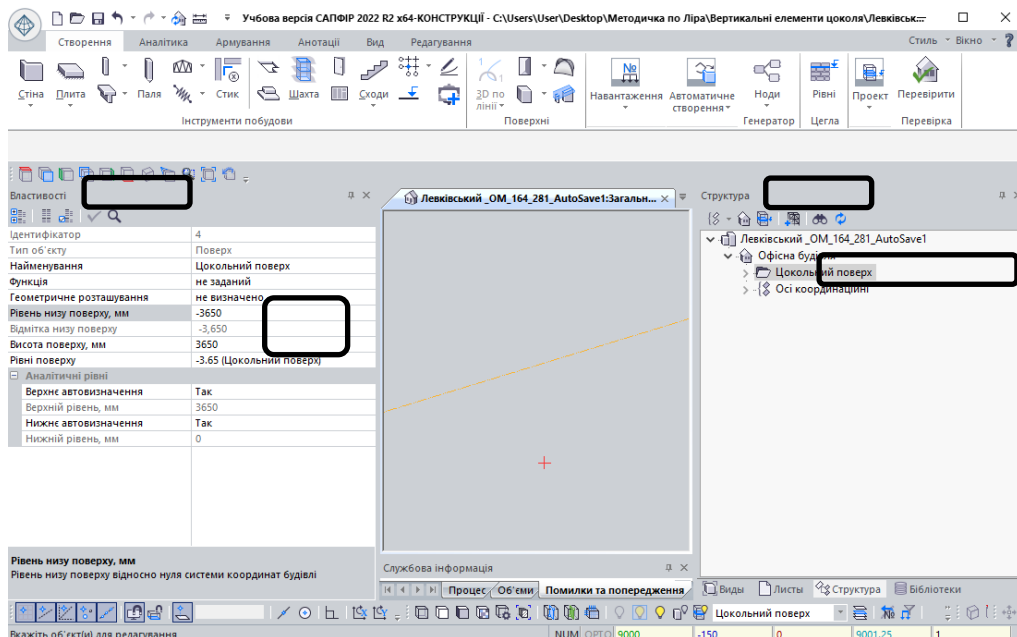 Учбова версія САПФІР 2022 R2 x64-КОНСТРУКЦІЇ - C:\Users\User\Desktop\Методичка по Ліра\Вертикальні елементи цоколя\Левківськ...
Створення Аналітика Армування Анотації Вид Редагування Стиль Вікно ?
Стіна Плита Паля Стик Шахта Сходи 3D по лінії Навантаження Автоматичне створення Ноди Рівні Проект Перевірити
Інструменти побудови Поверхні Генератор Цегла Перевірка
Властивості
Левківський _ОМ_164_281_AutoSave1:Загальн...
Структура
Ідентифікатор 4
Тип об'єкту Поверх
Найменування Цокольний поверх
Функція не заданий
Геометричне розташування не визначено
Рівень низу поверху, мм -3650
Відмітка низу поверху -3,650
Висота поверху, мм 3650
Рівні поверху -3.65 (Цокольний поверх)
Аналітичні рівні
Верхнє автовизначення Так
Верхній рівень, мм 3650
Нижнє автовизначення Так
Нижній рівень, мм 0
Левківський _ОМ_164_281_AutoSave1
Офісна будівля
Цокольний поверх
Осі координаційні
Рівень низу поверху, мм
Рівень низу поверху відносно нуля системи координат будівлі
Службова інформація
Процес Об'єми Помилки та попередження
Виды Листы Структура Бібліотеки
Цокольний поверх
Вкажіть об'єкт(и) для редагування NUM ОРТО 9000 -150 0 9001.25 1